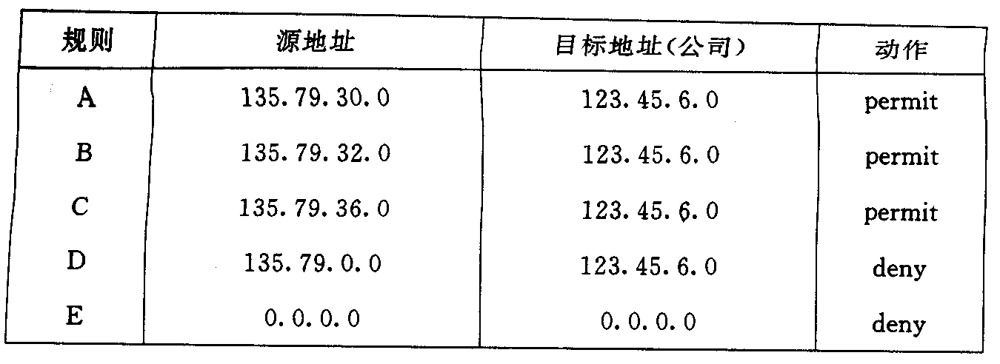 规则 源地址 目标地址(公司) 动作
A 135.79.30.0 123.45.6.0 permit
B 135.79.32.0 123.45.6.0 permit
C 135.79.36.0 123.45.6.0 permit
D 135.79.0.0 123.45.6.0 deny
E 0.0.0.0 0.0.0.0 deny